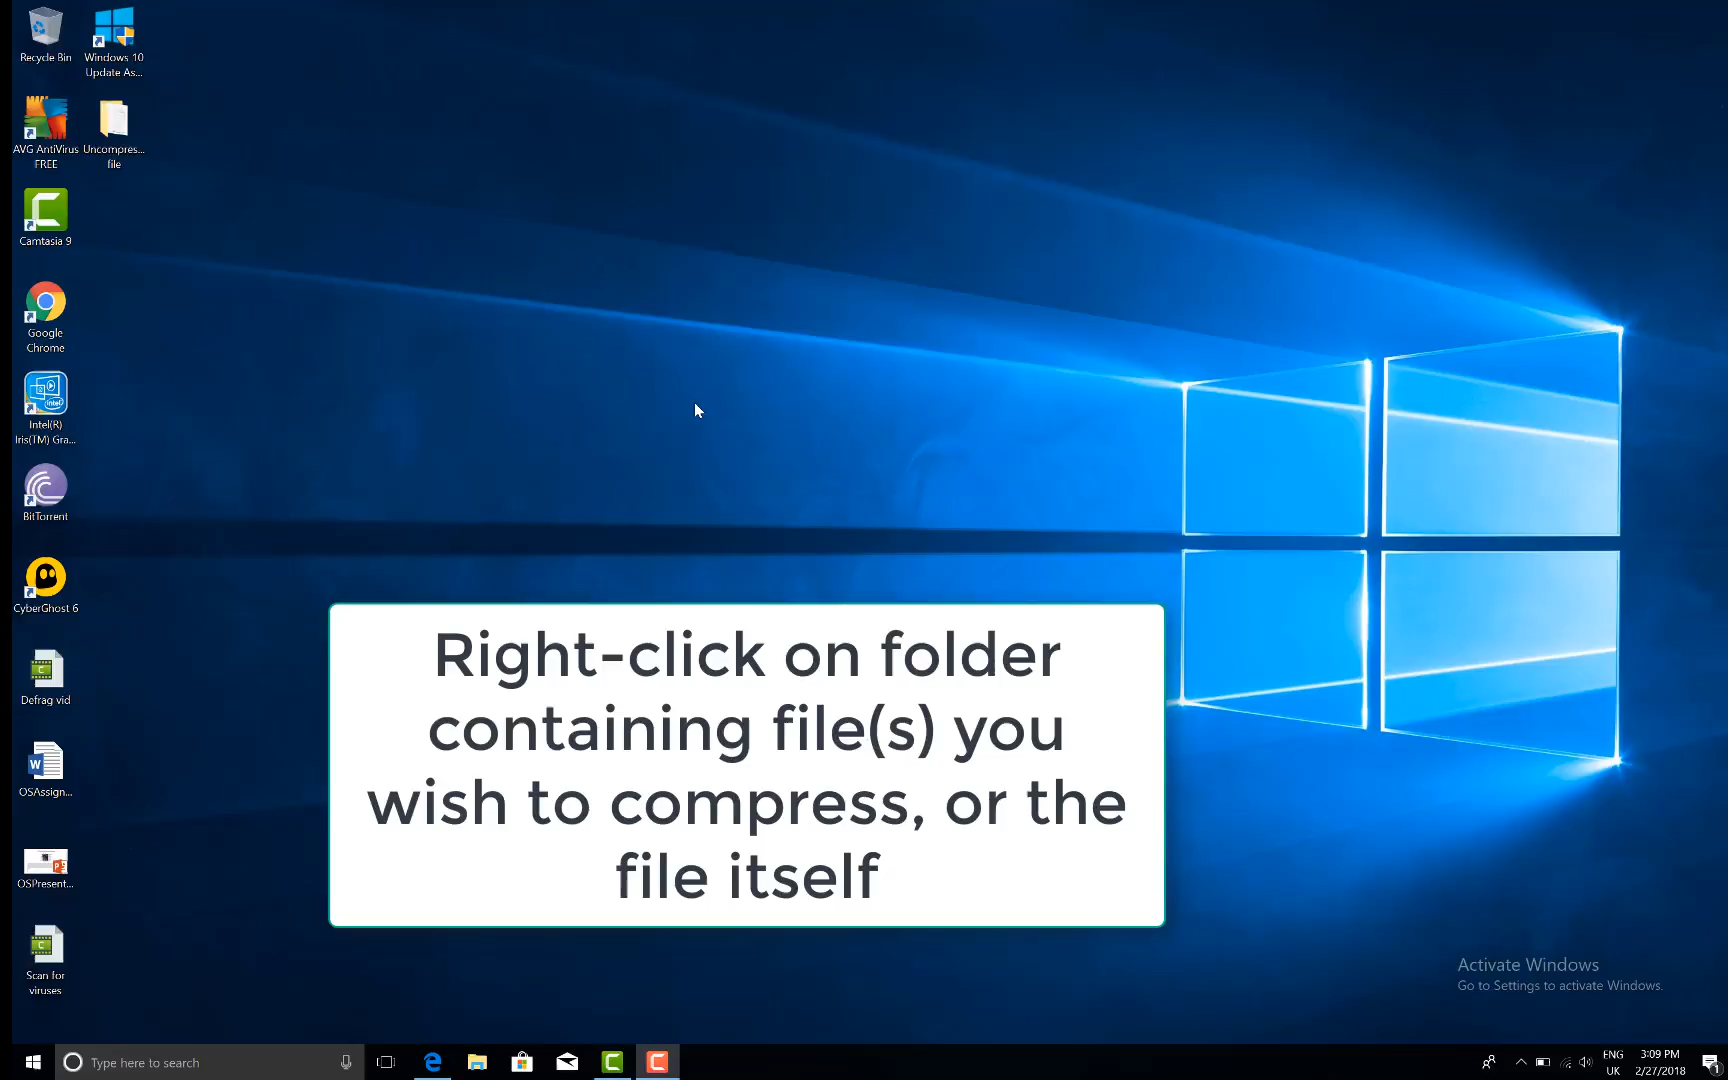 Recycle Bin
Windows 10
Update As...
AVG AntiVirus
FREE
Uncompres...
file
Camtasia 9
Google
Chrome
Intel(R)
Iris(TM) Gra...
BitTorrent
CyberGhost 6
Defrag vid
OSAssign...
OSPresent...
Scan for
viruses
Right-click on folder
containing file(s) you
wish to compress, or the
file itself
Activate Windows
Go to Settings to activate Windows.
Type here to search
ENG
UK
3:09 PM
2/27/2018
1